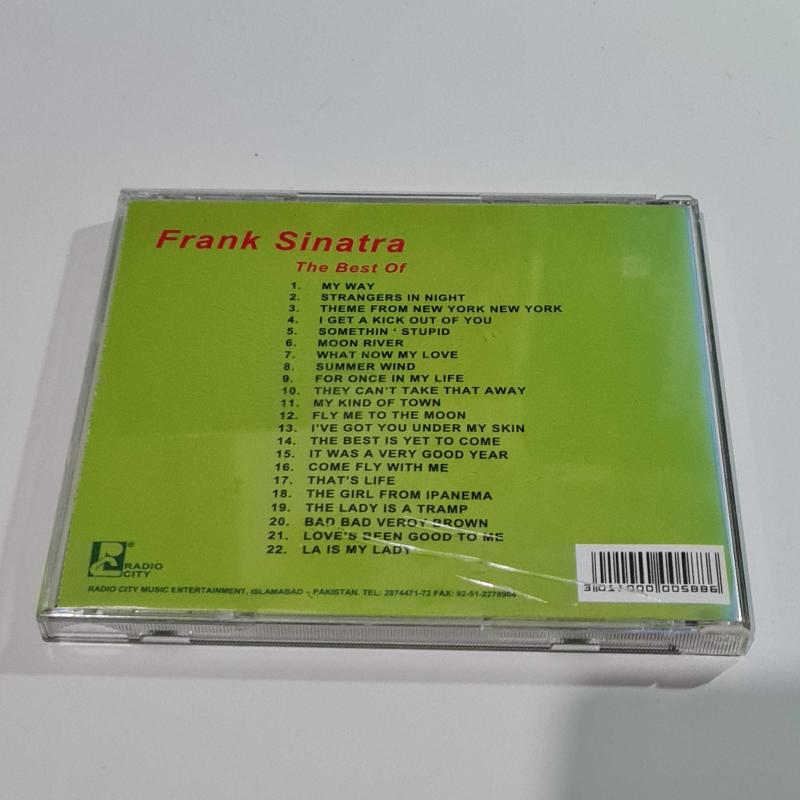 Frank Sinatra
The Best Of
1. MY WAY
2. STRANGERS IN NIGHT
3. THEME FROM NEW YORK NEW YORK
4. I GET A KICK OUT OF YOU
5. SOMETHIN ' STUPID
6. MOON RIVER
7. WHAT NOW MY LOVE
8. SUMMER WIND
9. FOR ONCE IN MY LIFE
10. THEY CAN'T TAKE THAT AWAY
11. MY KIND OF TOWN
12. FLY ME TO THE MOON
13. I'VE GOT YOU UNDER MY SKIN
14. THE BEST IS YET TO COME
15. IT WAS A VERY GOOD YEAR
16. COME FLY WITH ME
17. THAT'S LIFE
18. THE GIRL FROM IPANEMA
19. THE LADY IS A TRAMP
20. BAD BAD VEROY BROWN
21. LOVE'S BEEN GOOD TO ME
22. LA IS MY LADY
R ®
RADIO
CITY
RADIO CITY MUSIC ENTERTAINMENT, ISLAMABAD - PAKISTAN. TEL: 2874471-72 FAX: 92-51-2278904
3 011000 005886